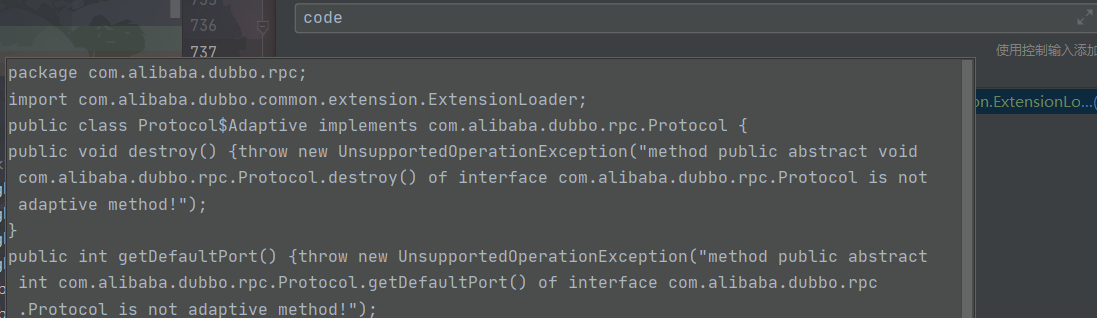 735
736
code
737
使用控制输入添加
package com.alibaba.dubbo.rpc;
import com.alibaba.dubbo.common.extension.ExtensionLoader;
public class Protocol$Adaptive implements com.alibaba.dubbo.rpc.Protocol {
public void destroy() {throw new UnsupportedOperationException("method public abstract void
com.alibaba.dubbo.rpc.Protocol.destroy() of interface com.alibaba.dubbo.rpc.Protocol is not
adaptive method!");
}
public int getDefaultPort() {throw new UnsupportedOperationException("method public abstract
int com.alibaba.dubbo.rpc.Protocol.getDefaultPort() of interface com.alibaba.dubbo.rpc
.Protocol is not adaptive method!");
on.ExtensionLo...(